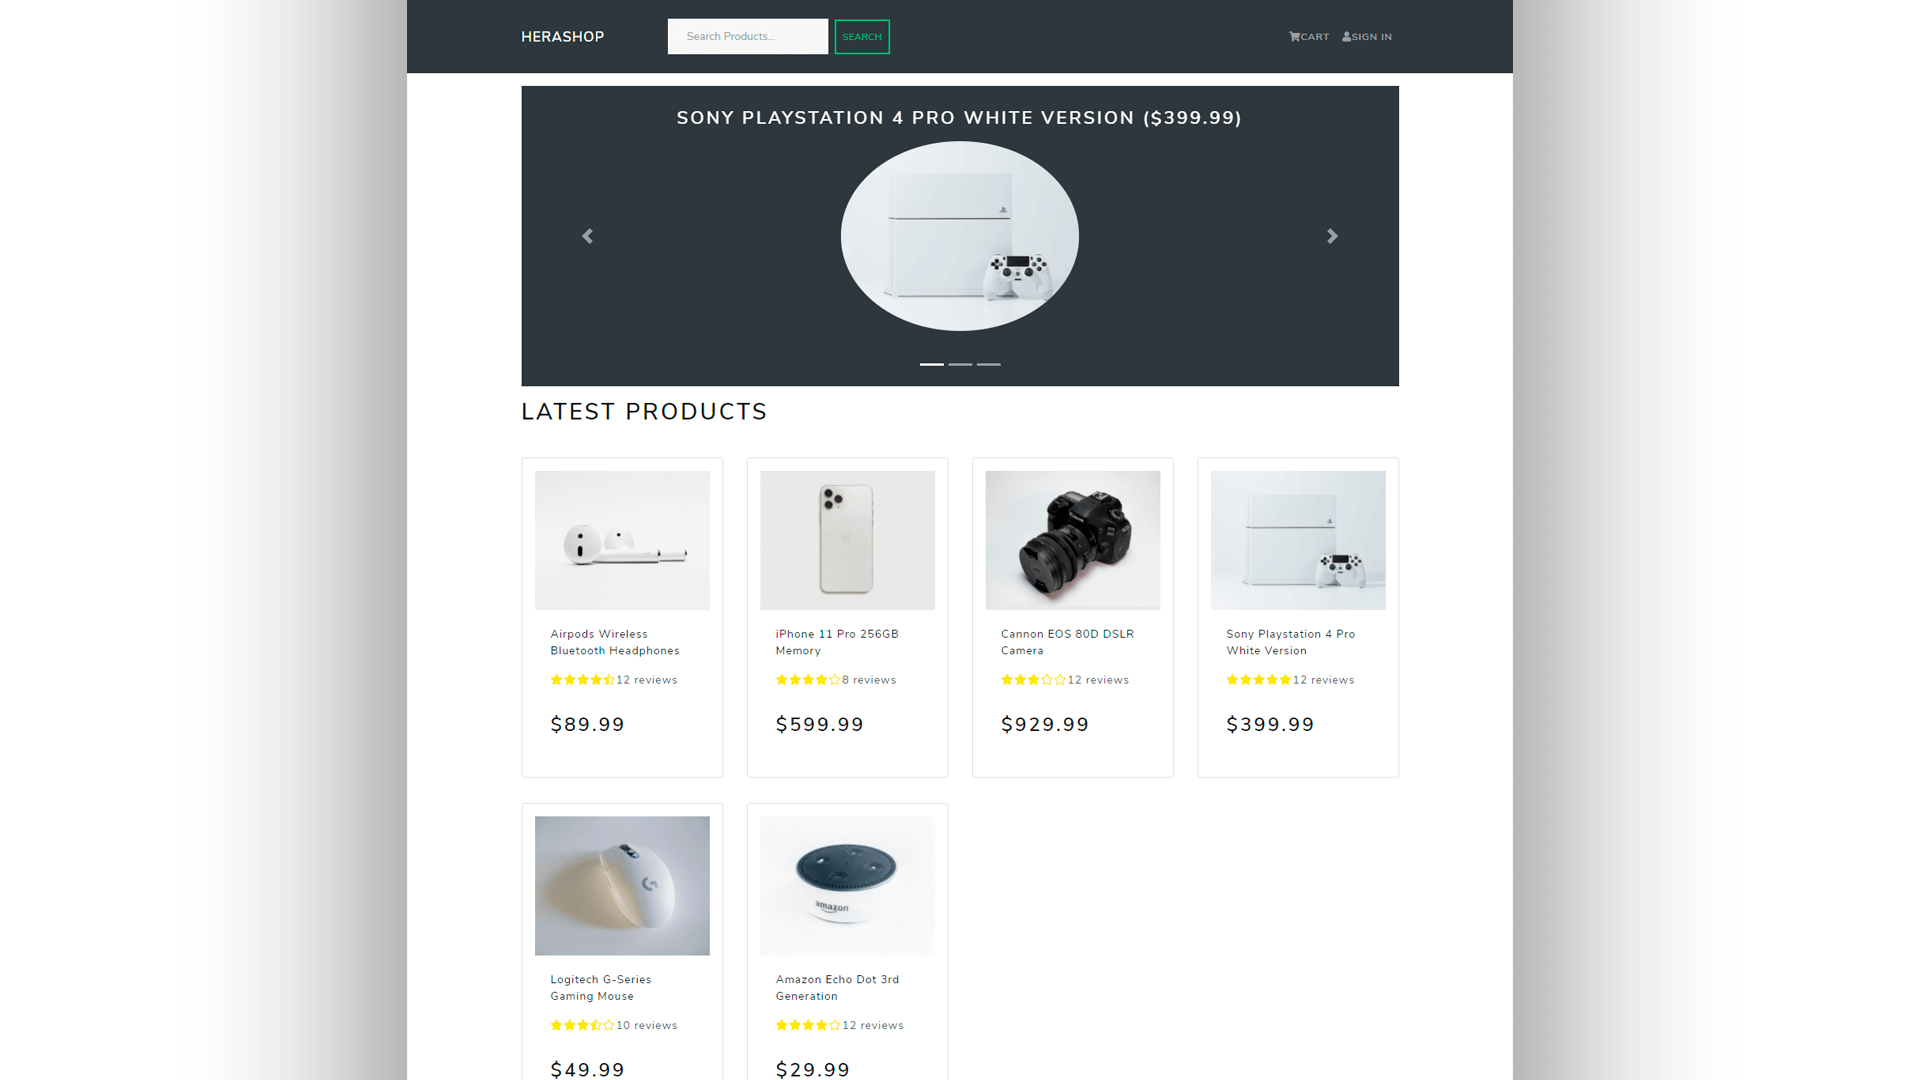 HERASHOP
Search Products...
SEARCH
CART
SIGN IN
SONY PLAYSTATION 4 PRO WHITE VERSION ($399.99)
LATEST PRODUCTS
Airpods Wireless
Bluetooth Headphones
12 reviews
$89.99
iPhone 11 Pro 256GB
Memory
8 reviews
$599.99
Cannon EOS 80D DSLR
Camera
12 reviews
$929.99
Sony Playstation 4 Pro
White Version
12 reviews
$399.99
Logitech G-Series
Gaming Mouse
10 reviews
$49.99
amazon
Amazon Echo Dot 3rd
Generation
12 reviews
$29.99